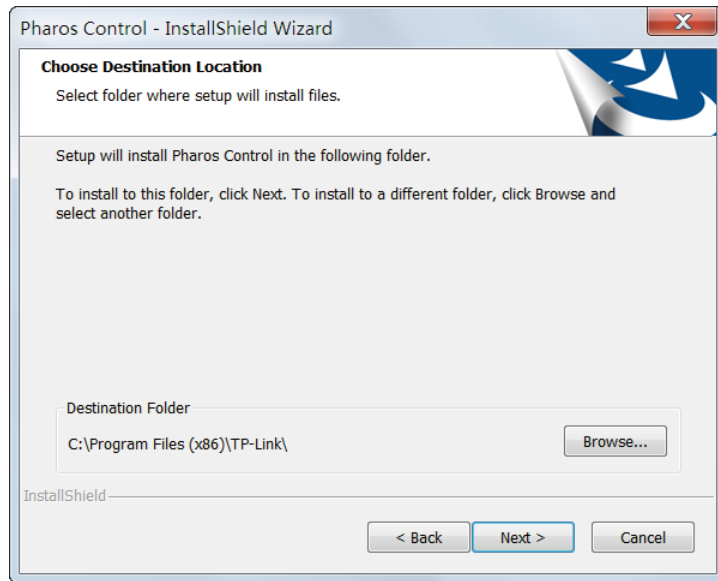 Pharos Control - InstallShield Wizard
Choose Destination Location
Select folder where setup will install files.
Setup will install Pharos Control in the following folder.
To install to this folder, click Next. To install to a different folder, click Browse and
select another folder.
Destination Folder
C:\Program Files (x86)\TP-Link\
Browse...
InstallShield
< Back
Next >
Cancel